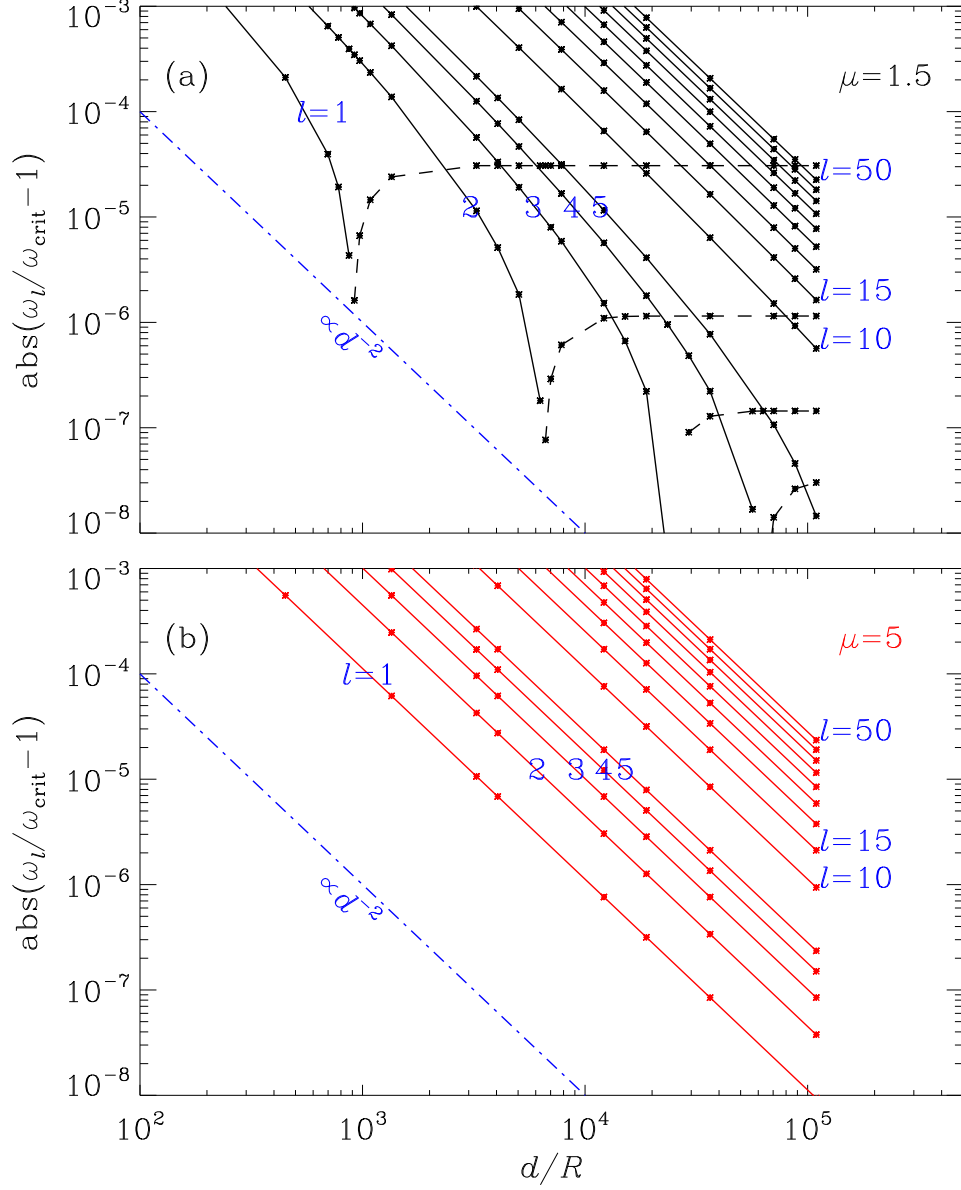 10⁻³
(a)
μ=1.5
10⁻⁴
l=1
l=50
10⁻⁵
2 3 4 5
l=15
10⁻⁶
l=10
∝d⁻²
10⁻⁷
10⁻⁸
abs(ω_l/ω_crit−1)
10⁻³
(b)
μ=5
10⁻⁴
l=1
l=50
10⁻⁵
2 3 4 5
l=15
10⁻⁶
l=10
∝d⁻²
10⁻⁷
10⁻⁸
abs(ω_l/ω_crit−1)
10² 10³ 10⁴ 10⁵
d/R